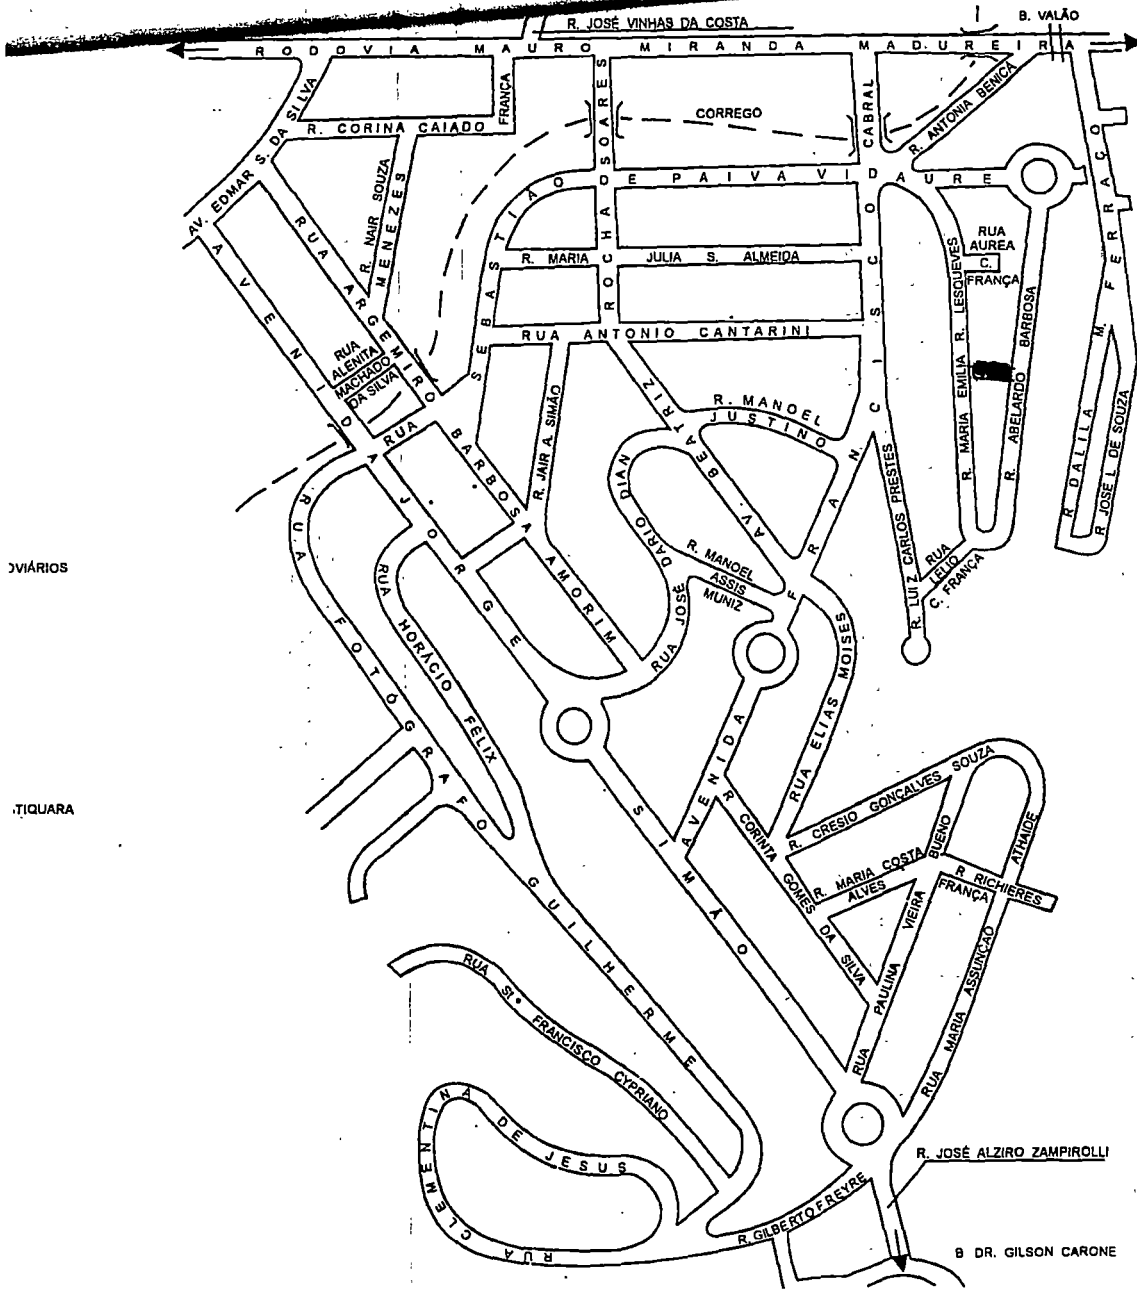 R. JOSÉ VINHAS DA COSTA
B. VALÃO
RODOVIA MAURO MIRANDA MADUREIRA
AV. EDMAR S. DA SILVA
R. CORINA CAIADO
FRANÇA
CORREGO
CABRAL
R. ANTONIA BENICA
R. NAIR SOUZA
MENEZES
RUA ARGEMIRO
SEBASTIÃO DE PAIVA VIDAURE
ROCHA SOARES
R. MARIA JULIA S. ALMEIDA
RUA
AUREA
C.
FRANÇA
RUA ANTONIO CANTARINI
R. MARIA EMILIA R. LESQUEVES
R. ABELARDO BARBOSA
R. DALILA M. FERRAÇO
R. JOSE L. DE SOUZA
RUA
ALENITA
MACHADO
DA SILVA
AVENIDA JORGE SIMÃO
RUA BARBOSA AMORIM
R. JAIR A. SIMÃO
AV. BEATRIZ
R. MANOEL
JUSTINO
AVENIDA FRANCISCO
R. LUIZ CARLOS PRESTES
RUA
LELIO
C. FRANÇA
RUA JOSÉ DARIO DIAN
R. MANOEL
ASSIS
MUNIZ
RUA FOTÓGRAFO GUILHERME
RUA HORÁCIO FÉLIX
OVIÁRIOS
RUA ELIAS MOISES
TIQUARA
R. CRESIO GONÇALVES SOUZA
R. CORINTA GOMES DA SILVA
R. MARIA COSTA
ALVES
BUENO
R RICHIERES
FRANÇA
RUA PAULINA VIEIRA
RUA MARIA ASSUNÇÃO ATHAIDE
RUA FRANCISCO CYPRIANO
RUA CLEMENTINA DE JESUS
R. GILBERTO FREYRE
R. JOSÉ ALZIRO ZAMPIROLLI
B DR. GILSON CARONE